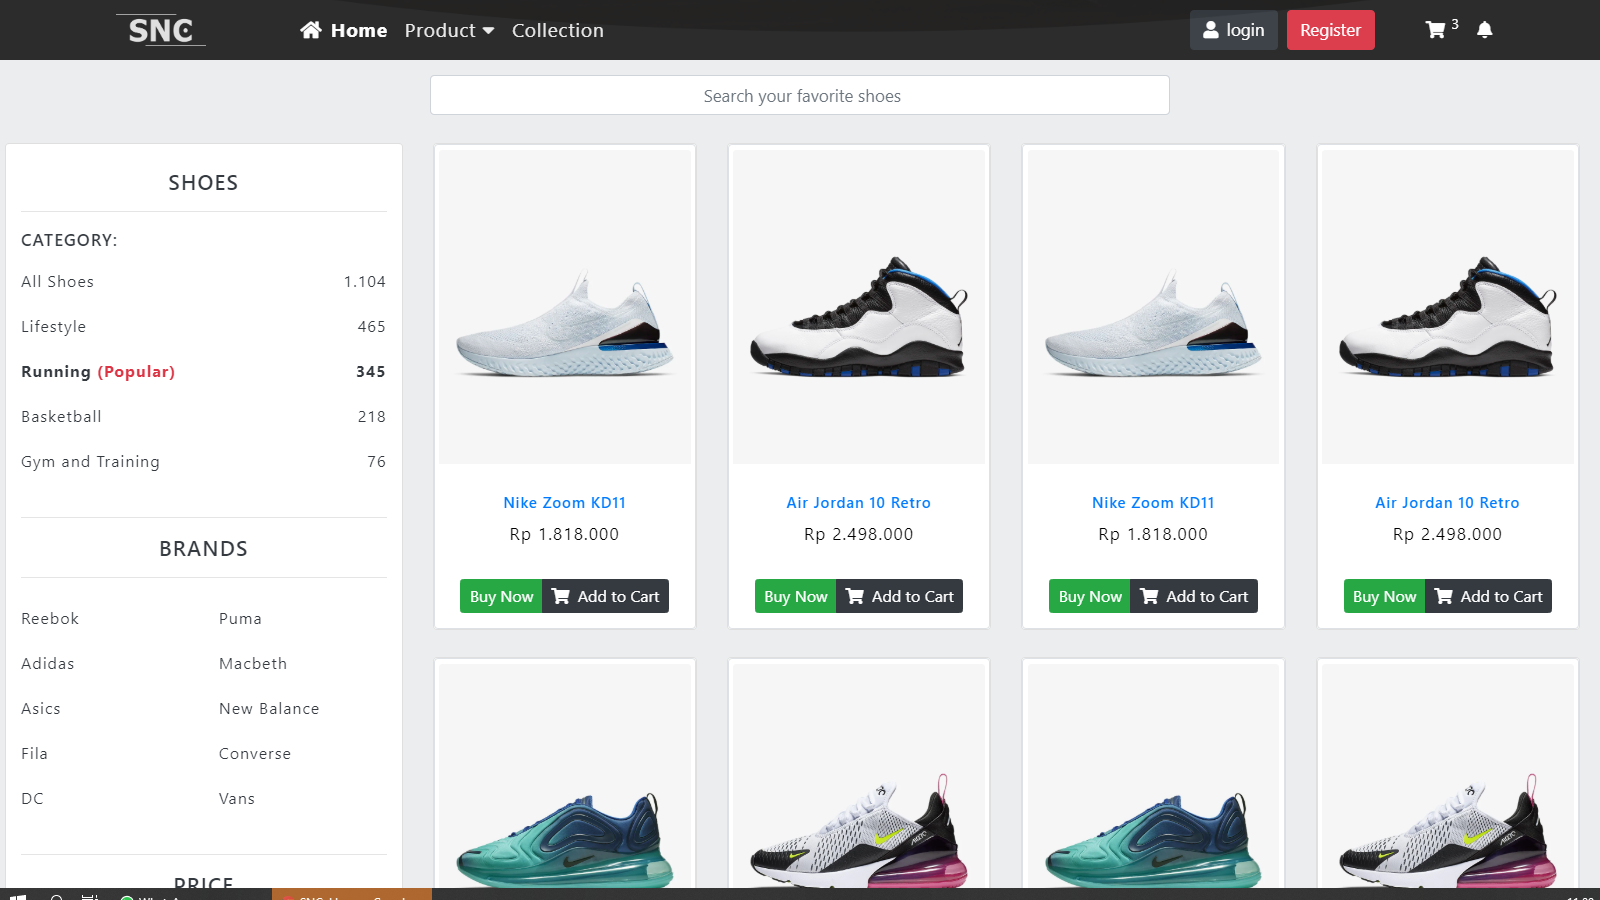 SNC Home Product Collection login Register 3
Search your favorite shoes
SHOES
CATEGORY:
All Shoes 1.104
Lifestyle 465
Running (Popular) 345
Basketball 218
Gym and Training 76
BRANDS
Reebok Puma
Adidas Macbeth
Asics New Balance
Fila Converse
DC Vans
PRICE
Nike Zoom KD11
Rp 1.818.000
Buy Now Add to Cart
Air Jordan 10 Retro
Rp 2.498.000
Buy Now Add to Cart
Nike Zoom KD11
Rp 1.818.000
Buy Now Add to Cart
Air Jordan 10 Retro
Rp 2.498.000
Buy Now Add to Cart